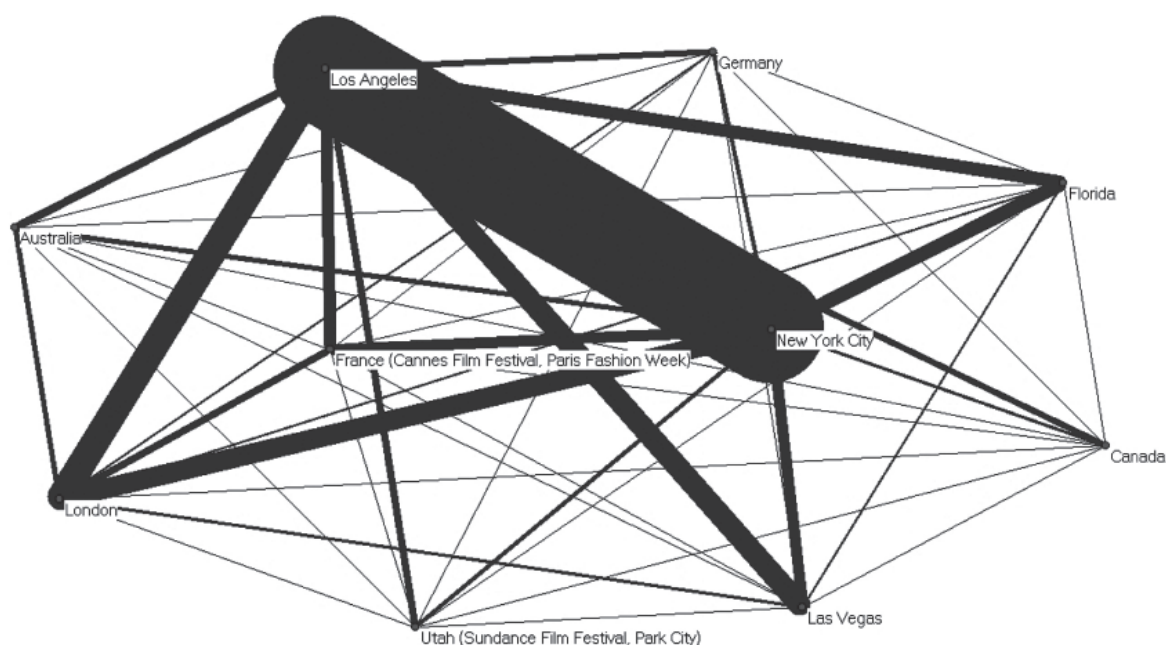 Los Angeles
Germany
Florida
Australia
New York City
France (Cannes Film Festival, Paris Fashion Week)
Canada
London
Las Vegas
Utah (Sundance Film Festival, Park City)